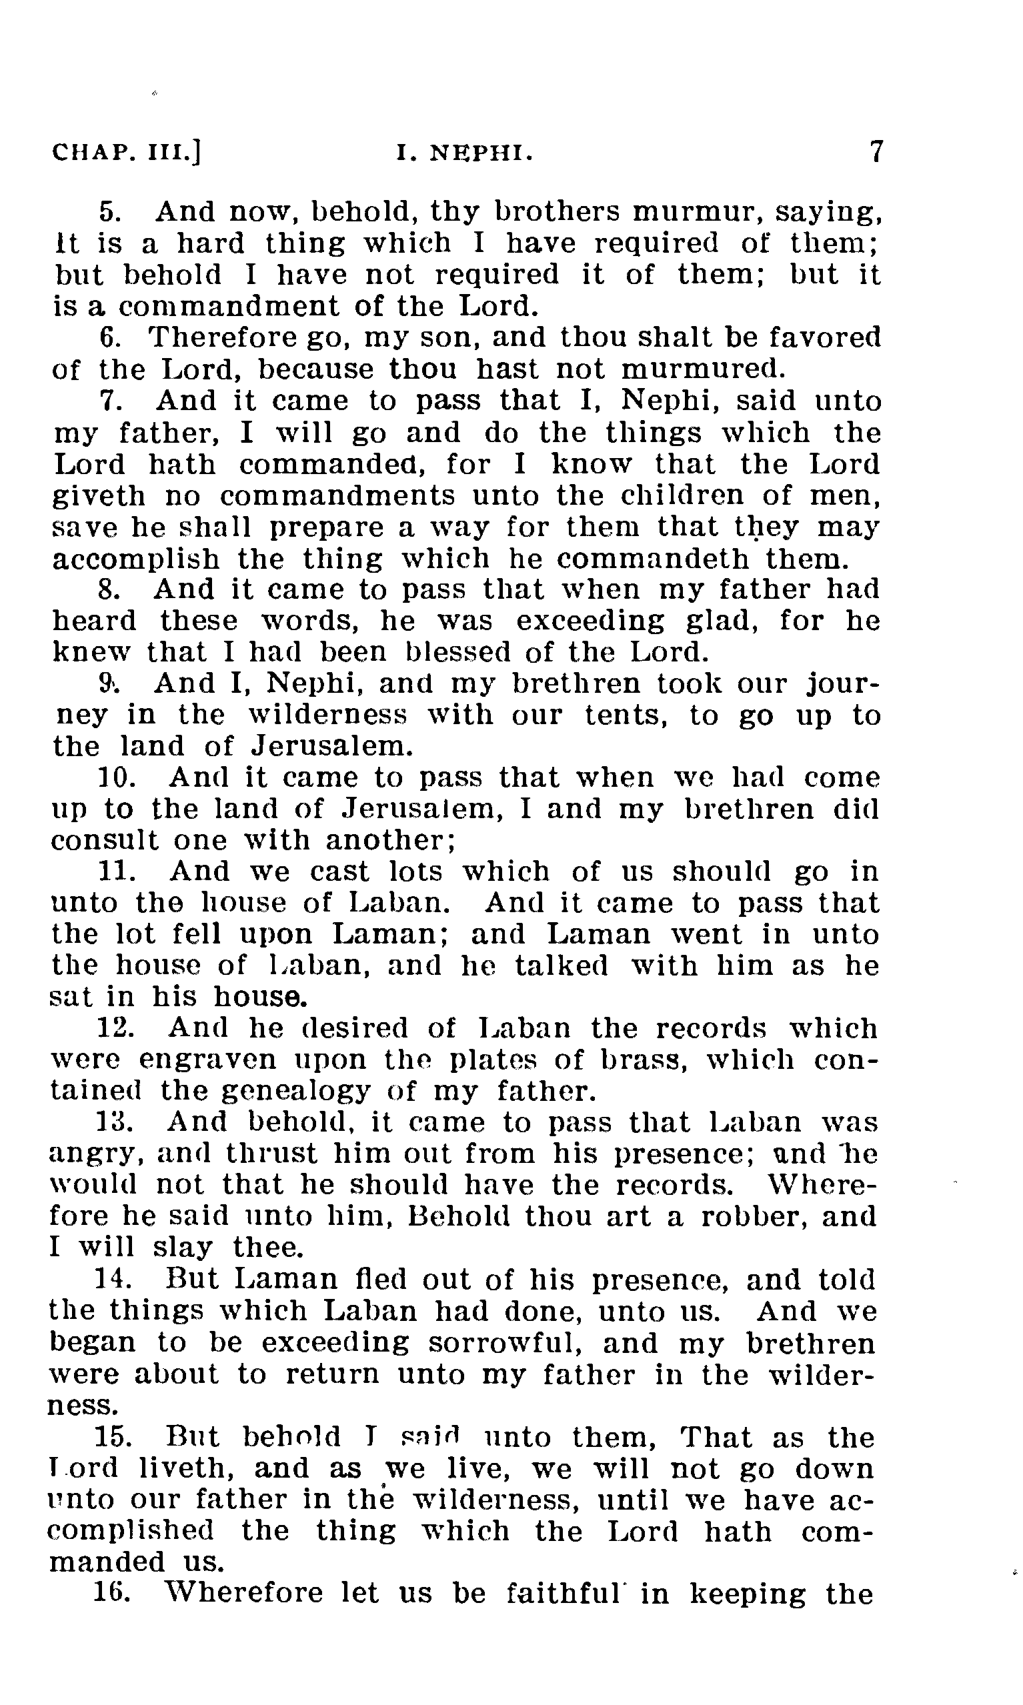 CHAP. III.] I. NEPHI. 7
5. And now, behold, thy brothers murmur, saying,
it is a hard thing which I have required of them;
but behold I have not required it of them; but it
is a commandment of the Lord.
6. Therefore go, my son, and thou shalt be favored
of the Lord, because thou hast not murmured.
7. And it came to pass that I, Nephi, said unto
my father, I will go and do the things which the
Lord hath commanded, for I know that the Lord
giveth no commandments unto the children of men,
save he shall prepare a way for them that they may
accomplish the thing which he commandeth them.
8. And it came to pass that when my father had
heard these words, he was exceeding glad, for he
knew that I had been blessed of the Lord.
9. And I, Nephi, and my brethren took our jour-
ney in the wilderness with our tents, to go up to
the land of Jerusalem.
10. And it came to pass that when we had come
up to the land of Jerusalem, I and my brethren did
consult one with another;
11. And we cast lots which of us should go in
unto the house of Laban. And it came to pass that
the lot fell upon Laman; and Laman went in unto
the house of Laban, and he talked with him as he
sat in his house.
12. And he desired of Laban the records which
were engraven upon the plates of brass, which con-
tained the genealogy of my father.
13. And behold, it came to pass that Laban was
angry, and thrust him out from his presence; and he
would not that he should have the records. Where-
fore he said unto him, Behold thou art a robber, and
I will slay thee.
14. But Laman fled out of his presence, and told
the things which Laban had done, unto us. And we
began to be exceeding sorrowful, and my brethren
were about to return unto my father in the wilder-
ness.
15. But behold I said unto them, That as the
Lord liveth, and as we live, we will not go down
unto our father in the wilderness, until we have ac-
complished the thing which the Lord hath com-
manded us.
16. Wherefore let us be faithful in keeping the